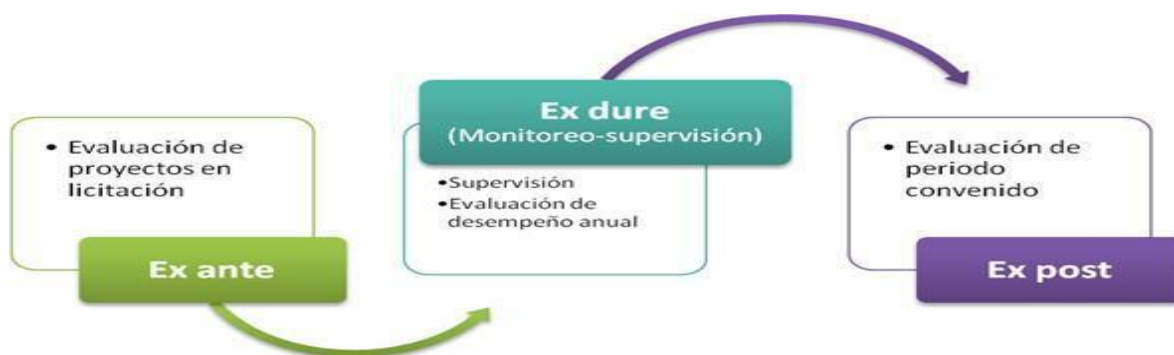 • Evaluación de
proyectos en
licitación
Ex ante
Ex dure
(Monitoreo-supervisión)
•Supervisión
•Evaluación de
desempeño anual
• Evaluación de
periodo
convenido
Ex post